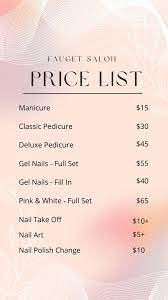 FAUGET SALON
PRICE LIST
Manicure $15
Classic Pedicure $30
Deluxe Pedicure $45
Gel Nails - Full Set $55
Gel Nails - Fill In $40
Pink & White - Full Set $65
Nail Take Off $10+
Nail Art $5+
Nail Polish Change $10